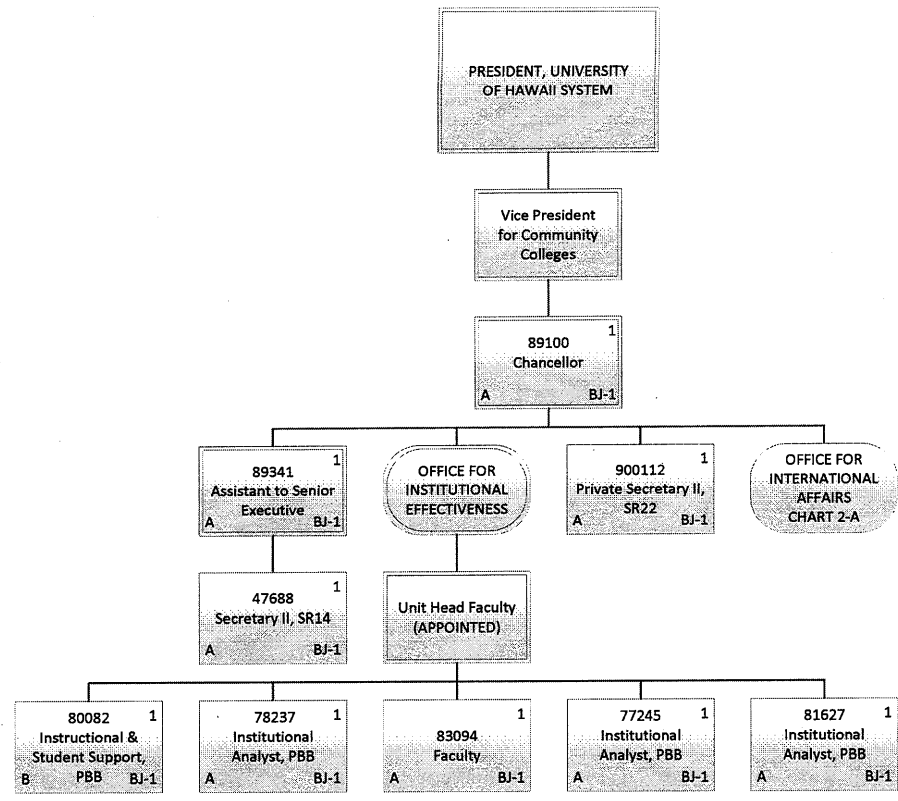 PRESIDENT, UNIVERSITY
OF HAWAII SYSTEM
Vice President
for Community
Colleges
1
89100
Chancellor
A BJ-1
1
89341
Assistant to Senior
Executive
A BJ-1
OFFICE FOR
INSTITUTIONAL
EFFECTIVENESS
1
900112
Private Secretary II,
SR22
A BJ-1
OFFICE FOR
INTERNATIONAL
AFFAIRS
CHART 2-A
1
47688
Secretary II, SR14
A BJ-1
Unit Head Faculty
(APPOINTED)
80082 1
Instructional &
Student Support,
PBB
B BJ-1
78237 1
Institutional
Analyst, PBB
A BJ-1
1
83094
Faculty
A BJ-1
77245 1
Institutional
Analyst, PBB
A BJ-1
81627 1
Institutional
Analyst, PBB
A BJ-1